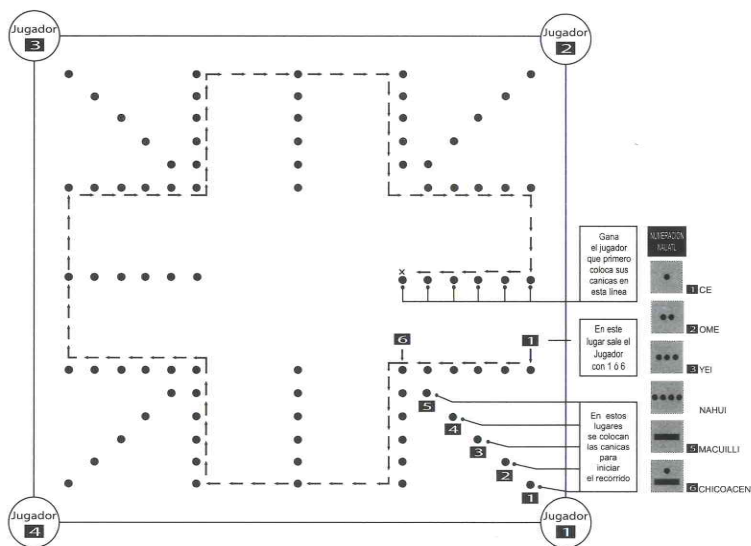 Jugador
3
Jugador
2
Gana
el jugador
que primero
coloca sus
canicas en
esta línea
NUMERACION
NAUATL
1 CE
x
6
1
En este
lugar sale el
Jugador
con 1 ó 6
2 OME
3 YEI
NAHUI
5
4
3
2
1
En estos
lugares
se colocan
las canicas
para
iniciar
el recorrido
5 MACUILLI
6 CHICOACEN
Jugador
4
Jugador
1